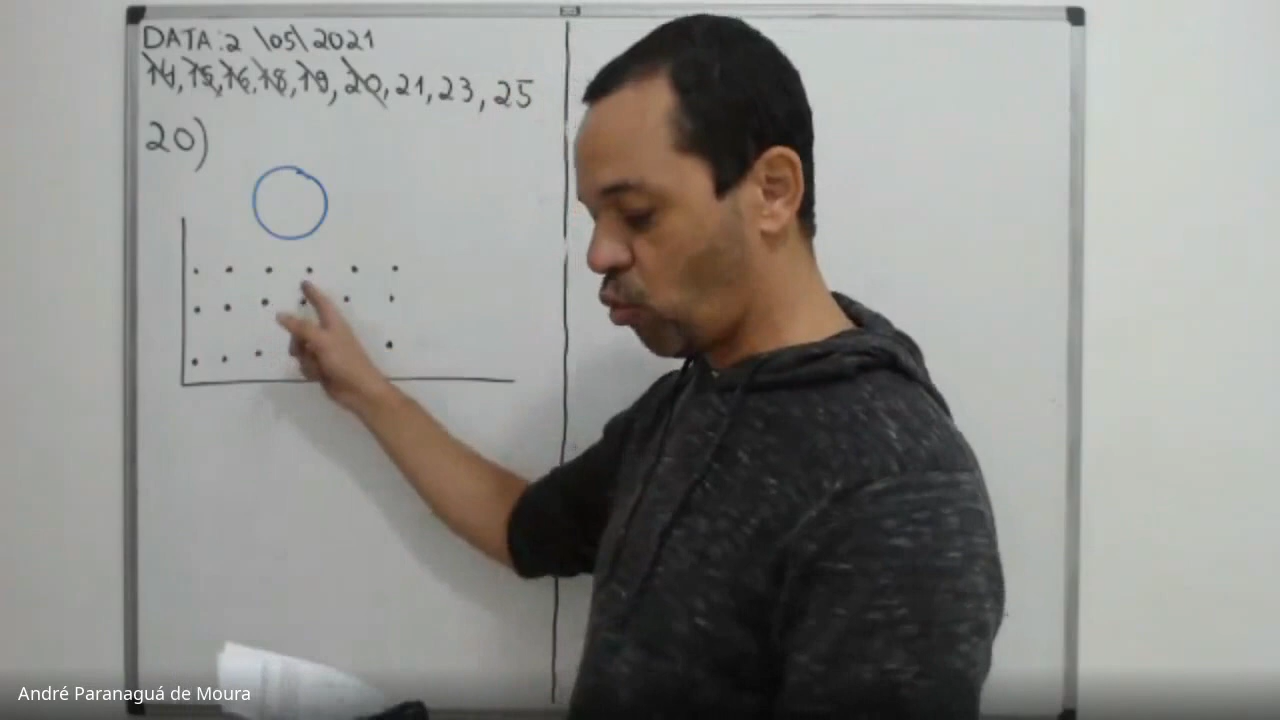 DATA: 2 \05\ 2021
14, 15, 16, 18, 19, 20, 21, 23, 25
20)
André Paranaguá de Moura